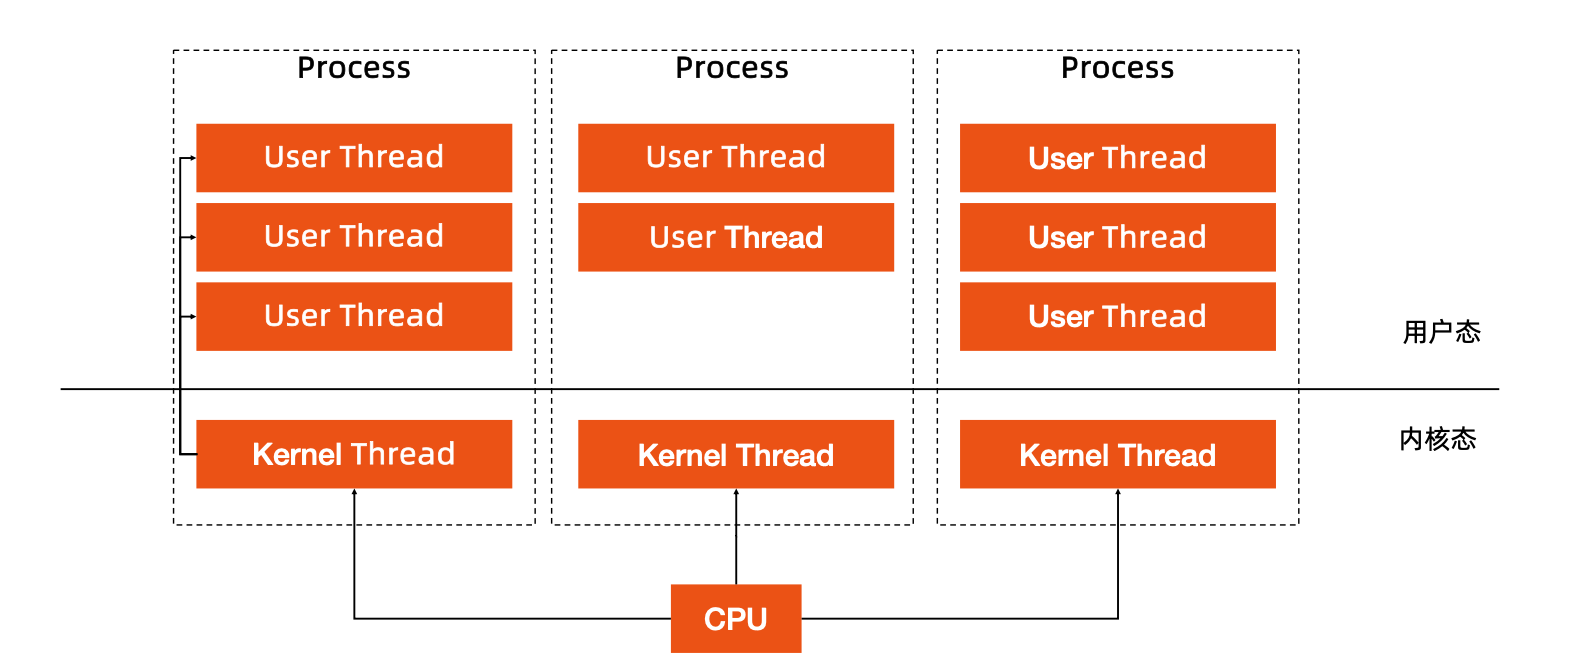 Process
Process
Process
User Thread
User Thread
User Thread
User Thread
User Thread
User Thread
User Thread
User Thread
用户态
内核态
Kernel Thread
Kernel Thread
Kernel Thread
CPU